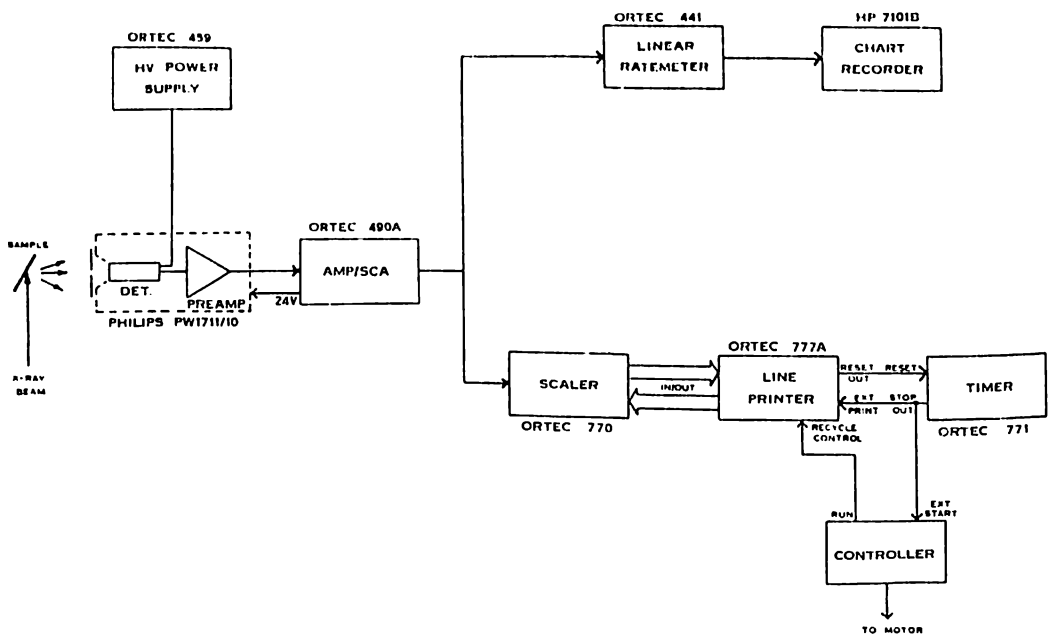 ORTEC 459
HV POWER
SUPPLY
ORTEC 441
LINEAR
RATEMETER
HP 7101B
CHART
RECORDER
ORTEC 490A
AMP/SCA
SAMPLE
DET.
PREAMP
24V
PHILIPS PW1711/10
X-RAY
BEAM
SCALER
ORTEC 770
IN/OUT
ORTEC 777A
LINE
PRINTER
RESET RESET
OUT
EXT STOP
PRINT OUT
TIMER
ORTEC 771
RECYCLE
CONTROL
RUN
EXT
START
CONTROLLER
TO MOTOR